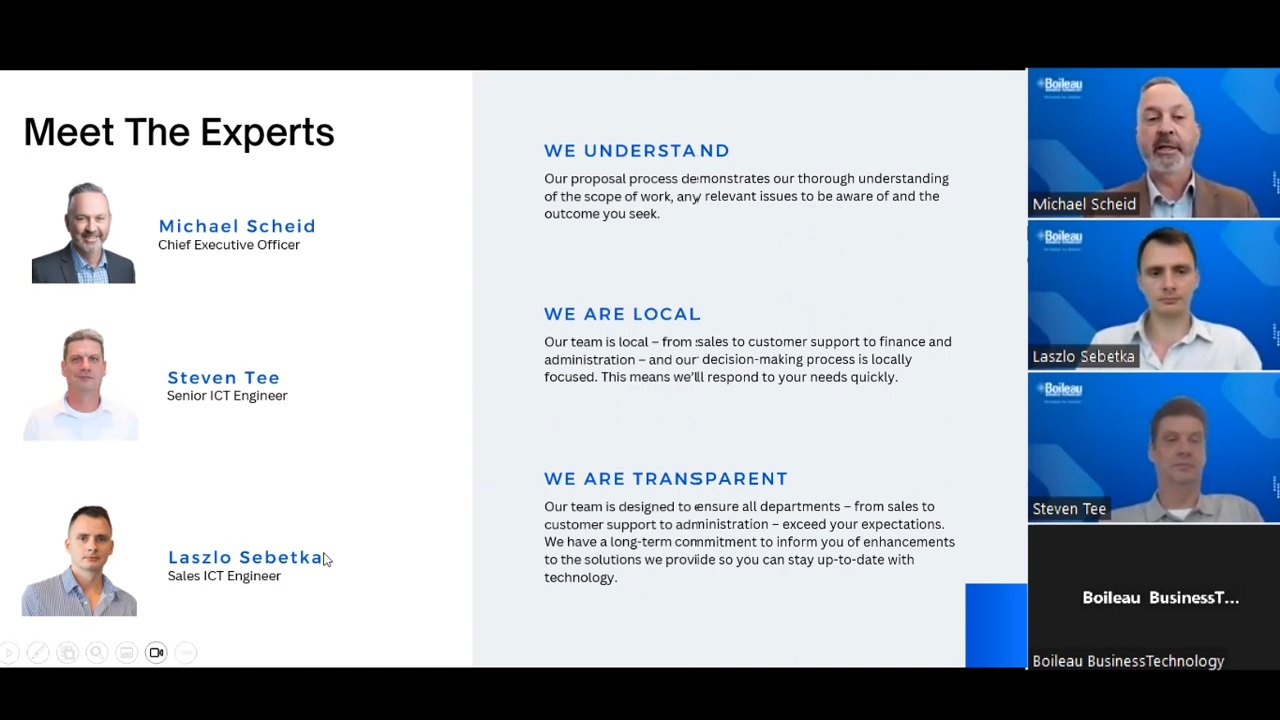 Meet The Experts
Michael Scheid
Chief Executive Officer
Steven Tee
Senior ICT Engineer
Laszlo Sebetka
Sales ICT Engineer
WE UNDERSTAND
Our proposal process demonstrates our thorough understanding
of the scope of work, any relevant issues to be aware of and the
outcome you seek.
WE ARE LOCAL
Our team is local – from sales to customer support to finance and
administration – and our decision-making process is locally
focused. This means we'll respond to your needs quickly.
WE ARE TRANSPARENT
Our team is designed to ensure all departments – from sales to
customer support to administration – exceed your expectations.
We have a long-term commitment to inform you of enhancements
to the solutions we provide so you can stay up-to-date with
technology.
Boileau
Michael Scheid
Boileau
Laszlo Sebetka
Boileau
Steven Tee
Boileau BusinessT...
Boileau BusinessTechnology